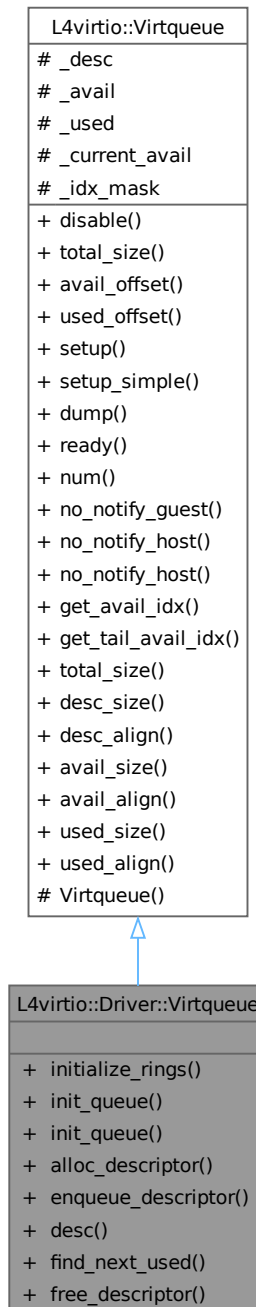 L4virtio::Virtqueue
# _desc
# _avail
# _used
# _current_avail
# _idx_mask
+ disable()
+ total_size()
+ avail_offset()
+ used_offset()
+ setup()
+ setup_simple()
+ dump()
+ ready()
+ num()
+ no_notify_guest()
+ no_notify_host()
+ no_notify_host()
+ get_avail_idx()
+ get_tail_avail_idx()
+ total_size()
+ desc_size()
+ desc_align()
+ avail_size()
+ avail_align()
+ used_size()
+ used_align()
# Virtqueue()
L4virtio::Driver::Virtqueue
+ initialize_rings()
+ init_queue()
+ init_queue()
+ alloc_descriptor()
+ enqueue_descriptor()
+ desc()
+ find_next_used()
+ free_descriptor()